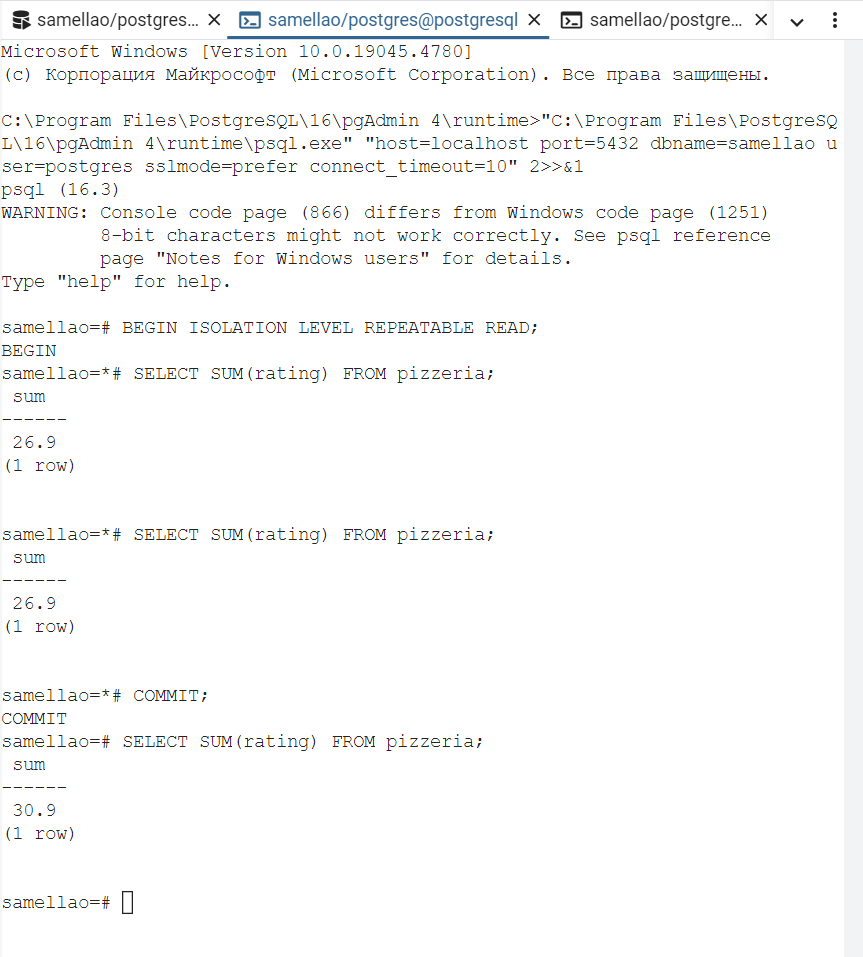 samellao/postgres...
samellao/postgres@postgresql
samellao/postgre...
Microsoft Windows [Version 10.0.19045.4780]
(c) Корпорация Майкрософт (Microsoft Corporation). Все права защищены.
C:\Program Files\PostgreSQL\16\pgAdmin 4\runtime>"C:\Program Files\PostgreSQ
L\16\pgAdmin 4\runtime\psql.exe" "host=localhost port=5432 dbname=samellao u
ser=postgres sslmode=prefer connect_timeout=10" 2>>&1
psql (16.3)
WARNING: Console code page (866) differs from Windows code page (1251)
         8-bit characters might not work correctly. See psql reference
         page "Notes for Windows users" for details.
Type "help" for help.
samellao=# BEGIN ISOLATION LEVEL REPEATABLE READ;
BEGIN
samellao=*# SELECT SUM(rating) FROM pizzeria;
 sum
------
 26.9
(1 row)
samellao=*# SELECT SUM(rating) FROM pizzeria;
 sum
------
 26.9
(1 row)
samellao=*# COMMIT;
COMMIT
samellao=# SELECT SUM(rating) FROM pizzeria;
 sum
------
 30.9
(1 row)
samellao=#